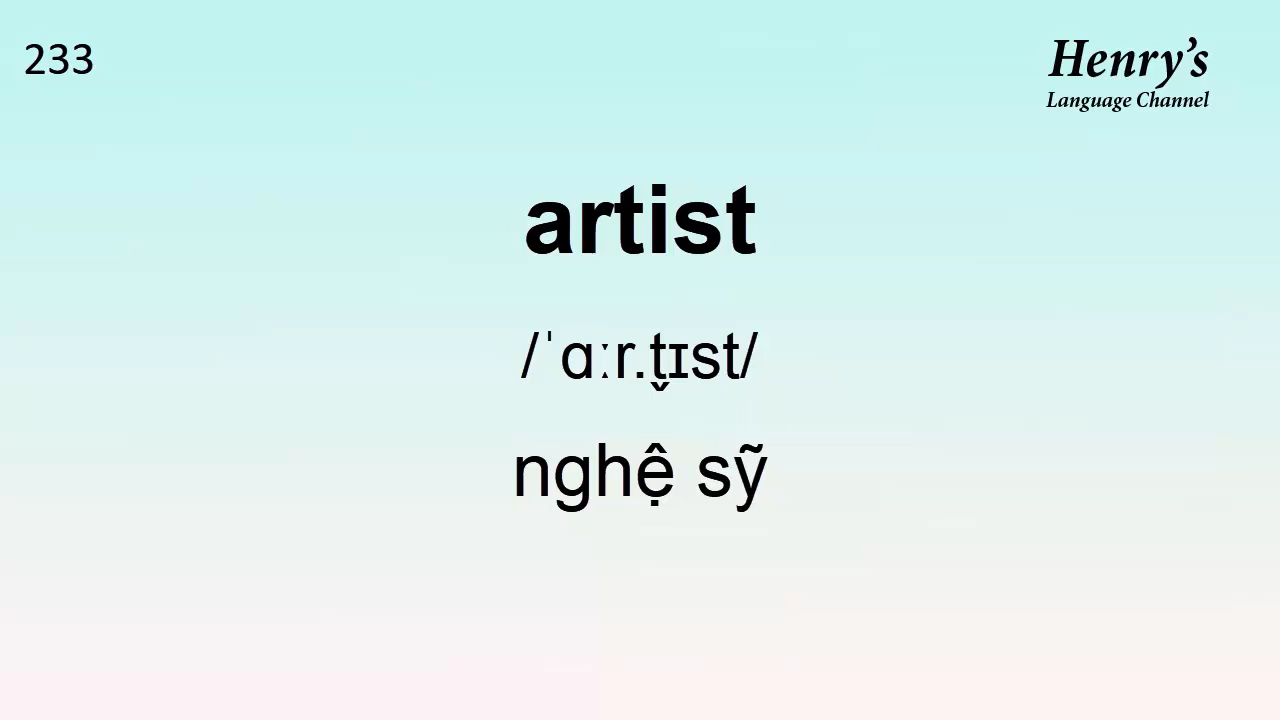 233
Henry's
Language Channel
artist
/ˈɑːr.t̬ɪst/
nghệ sỹ